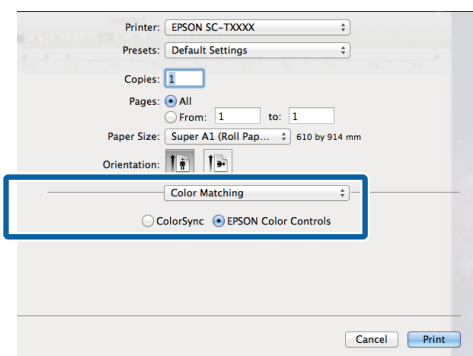 Printer: EPSON SC-TXXXX
Presets: Default Settings
Copies: 1
Pages: All
From: 1 to: 1
Paper Size: Super A1 (Roll Pap... 610 by 914 mm
Orientation:
Color Matching
ColorSync EPSON Color Controls
Cancel Print